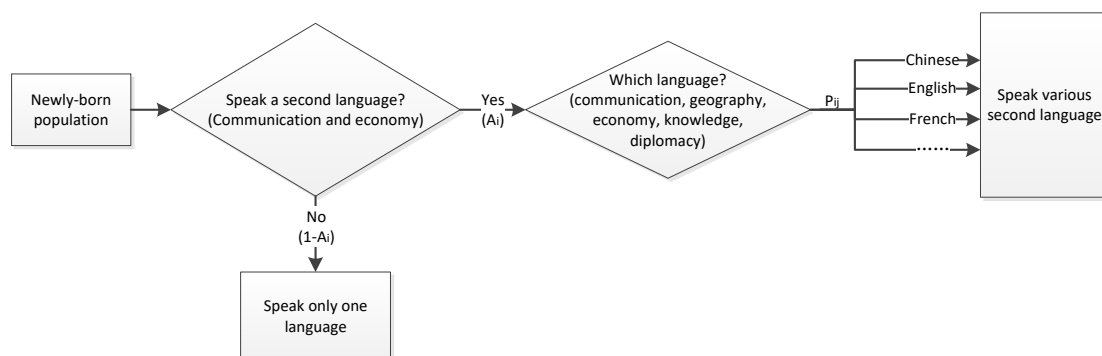 Newly-born
population
Speak a second language?
(Communication and economy)
Yes
(Ai)
No
(1-Ai)
Speak only one
language
Which language?
(communication, geography,
economy, knowledge,
diplomacy)
Pij
Chinese
English
French
······
Speak various
second language